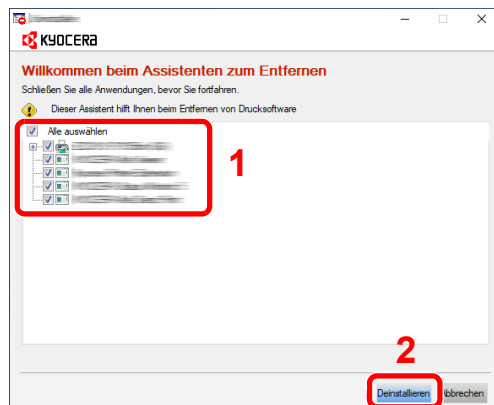 KYOCERA
Willkommen beim Assistenten zum Entfernen
Schließen Sie alle Anwendungen, bevor Sie fortfahren.
Dieser Assistent hilft Ihnen beim Entfernen von Drucksoftware
Alle auswählen
1
2
Deinstallieren Abbrechen